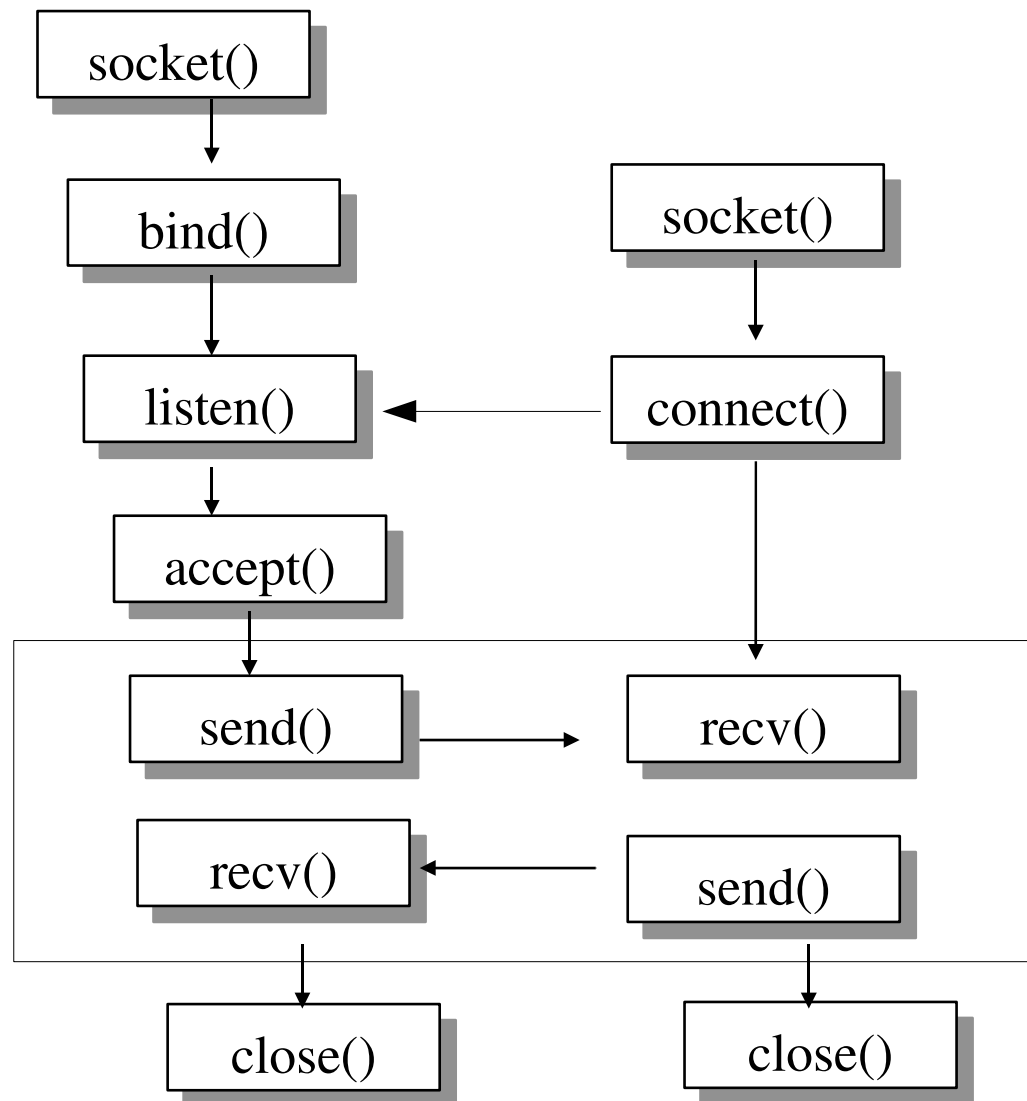 socket()
bind()
socket()
listen()
connect()
accept()
send()
recv()
recv()
send()
close()
close()